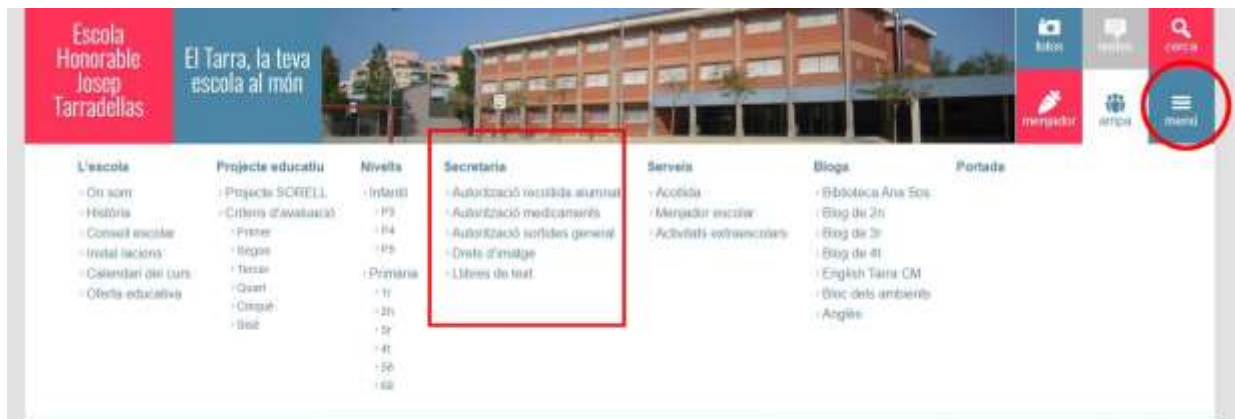 Escola
Honorable
Josep
Tarradellas
El Tarra, la teva
escola al món
fotos
cerca
menjador
ampa
menú
L'escola
On som
Història
Consell escolar
Instal·lacions
Calendari del curs
Oferta educativa
Projecte educatiu
Projecte SORELL
Criteris d'avaluació
Primer
Segon
Tercer
Quart
Cinquè
Sisè
Nivells
Infantil
P3
P4
P5
Primària
1r
2n
3r
4t
5è
6è
Secretaria
Autorització recollida alumnat
Autorització medicaments
Autorització sortides general
Drets d'imatge
Llibres de text
Serveis
Acollida
Menjador escolar
Activitats extraescolars
Blogs
Biblioteca Ana Sos
Blog de 2n
Blog de 3r
Blog de 4t
English Tarra CM
Bloc dels ambients
Anglès
Portada